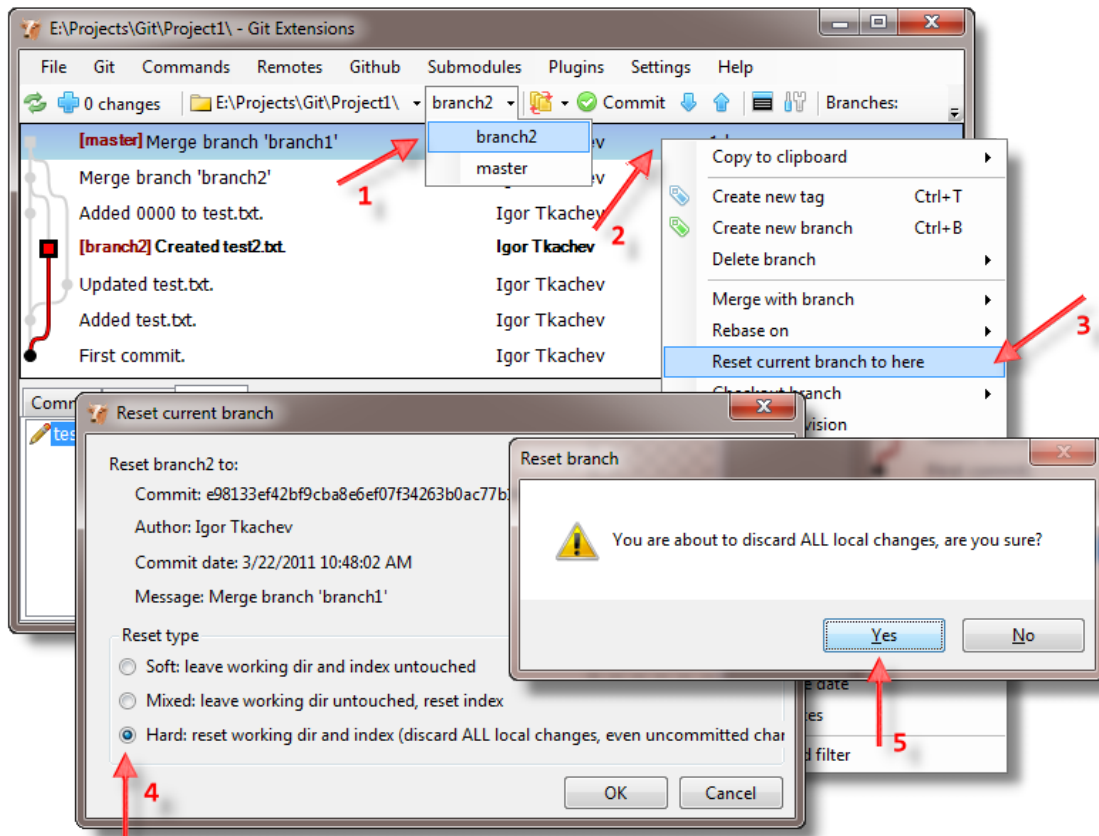 E:\Projects\Git\Project1\ - Git Extensions
File Git Commands Remotes Github Submodules Plugins Settings Help
0 changes E:\Projects\Git\Project1\ branch2 Commit Branches:
branch2
master
[master] Merge branch 'branch1'
Merge branch 'branch2'
Added 0000 to test.txt. Igor Tkachev
[branch2] Created test2.txt. Igor Tkachev
Updated test.txt. Igor Tkachev
Added test.txt. Igor Tkachev
First commit. Igor Tkachev
1
2
Copy to clipboard
Create new tag Ctrl+T
Create new branch Ctrl+B
Delete branch
Merge with branch
Rebase on
Reset current branch to here
3
Reset current branch
Reset branch2 to:
Commit: e98133ef42bf9cba8e6ef07f34263b0ac77b
Author: Igor Tkachev
Commit date: 3/22/2011 10:48:02 AM
Message: Merge branch 'branch1'
Reset type
Soft: leave working dir and index untouched
Mixed: leave working dir untouched, reset index
Hard: reset working dir and index (discard ALL local changes, even uncommitted
4
OK Cancel
Reset branch
You are about to discard ALL local changes, are you sure?
Yes No
5
date
filter